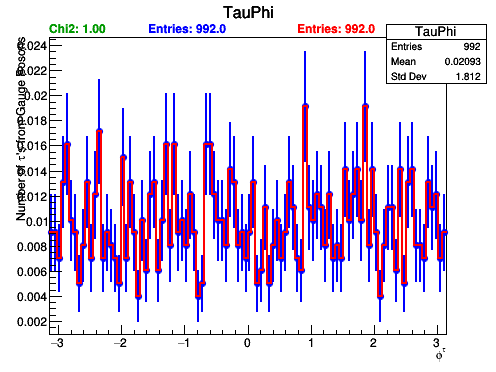 TauPhi
Chi2: 1.00
Entries: 992.0
Entries: 992.0
TauPhi
Entries 992
Mean 0.02093
Std Dev 1.812
Number of τ's from Gauge Bosons
0.024
0.022
0.02
0.018
0.016
0.014
0.012
0.01
0.008
0.006
0.004
0.002
−3 −2 −1 0 1 2 3
ϕ^τ